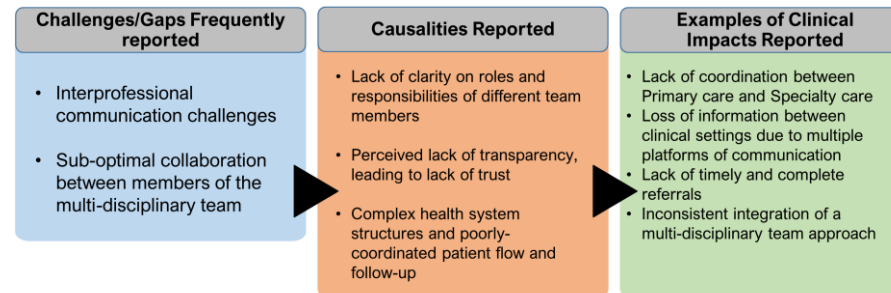 Challenges/Gaps Frequently
reported
• Interprofessional
communication challenges
• Sub-optimal collaboration
between members of the
multi-disciplinary team
Causalities Reported
• Lack of clarity on roles and
responsibilities of different team
members
• Perceived lack of transparency,
leading to lack of trust
• Complex health system
structures and poorly-
coordinated patient flow and
follow-up
Examples of Clinical
Impacts Reported
• Lack of coordination between
Primary care and Specialty care
• Loss of information between
clinical settings due to multiple
platforms of communication
• Lack of timely and complete
referrals
• Inconsistent integration of a
multi-disciplinary team approach